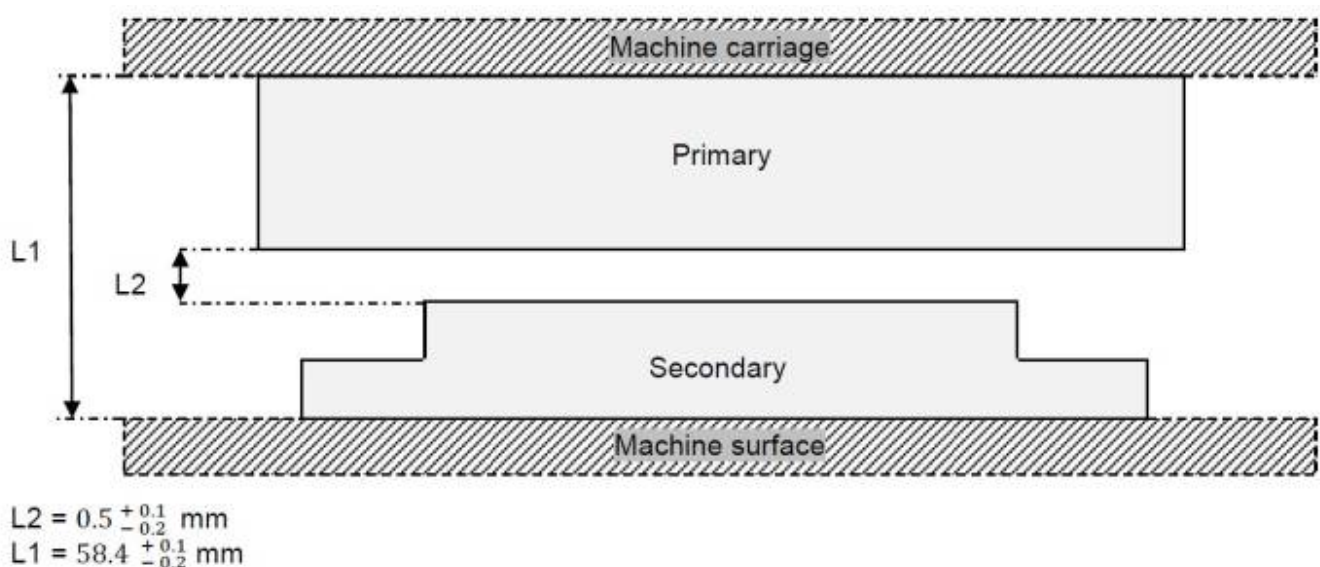 Machine carriage
Primary
L1
L2
Secondary
Machine surface
L2 = 0.5 +0.1 −0.2 mm
L1 = 58.4 +0.1 −0.2 mm